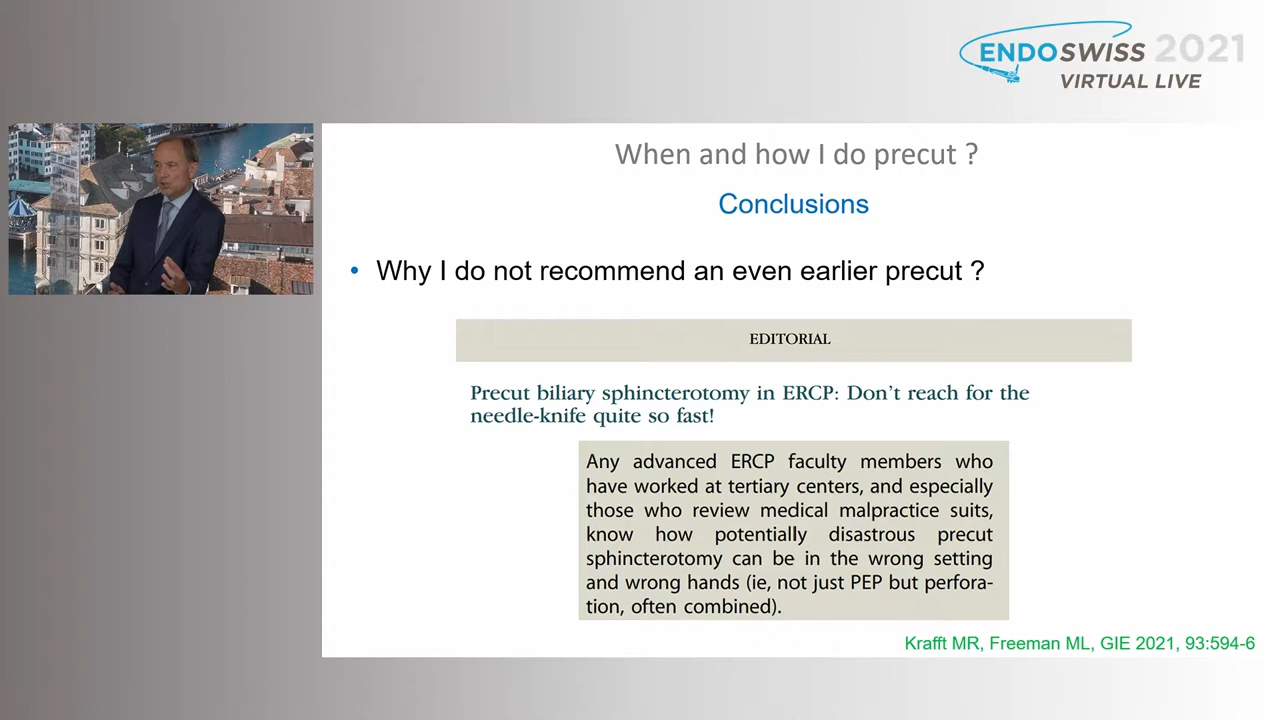 ENDOSWISS 2021
VIRTUAL LIVE
When and how I do precut ?
Conclusions
• Why I do not recommend an even earlier precut ?
EDITORIAL
Precut biliary sphincterotomy in ERCP: Don't reach for the
needle-knife quite so fast!
Any advanced ERCP faculty members who
have worked at tertiary centers, and especially
those who review medical malpractice suits,
know how potentially disastrous precut
sphincterotomy can be in the wrong setting
and wrong hands (ie, not just PEP but perfora-
tion, often combined).
Krafft MR, Freeman ML, GIE 2021, 93:594-6